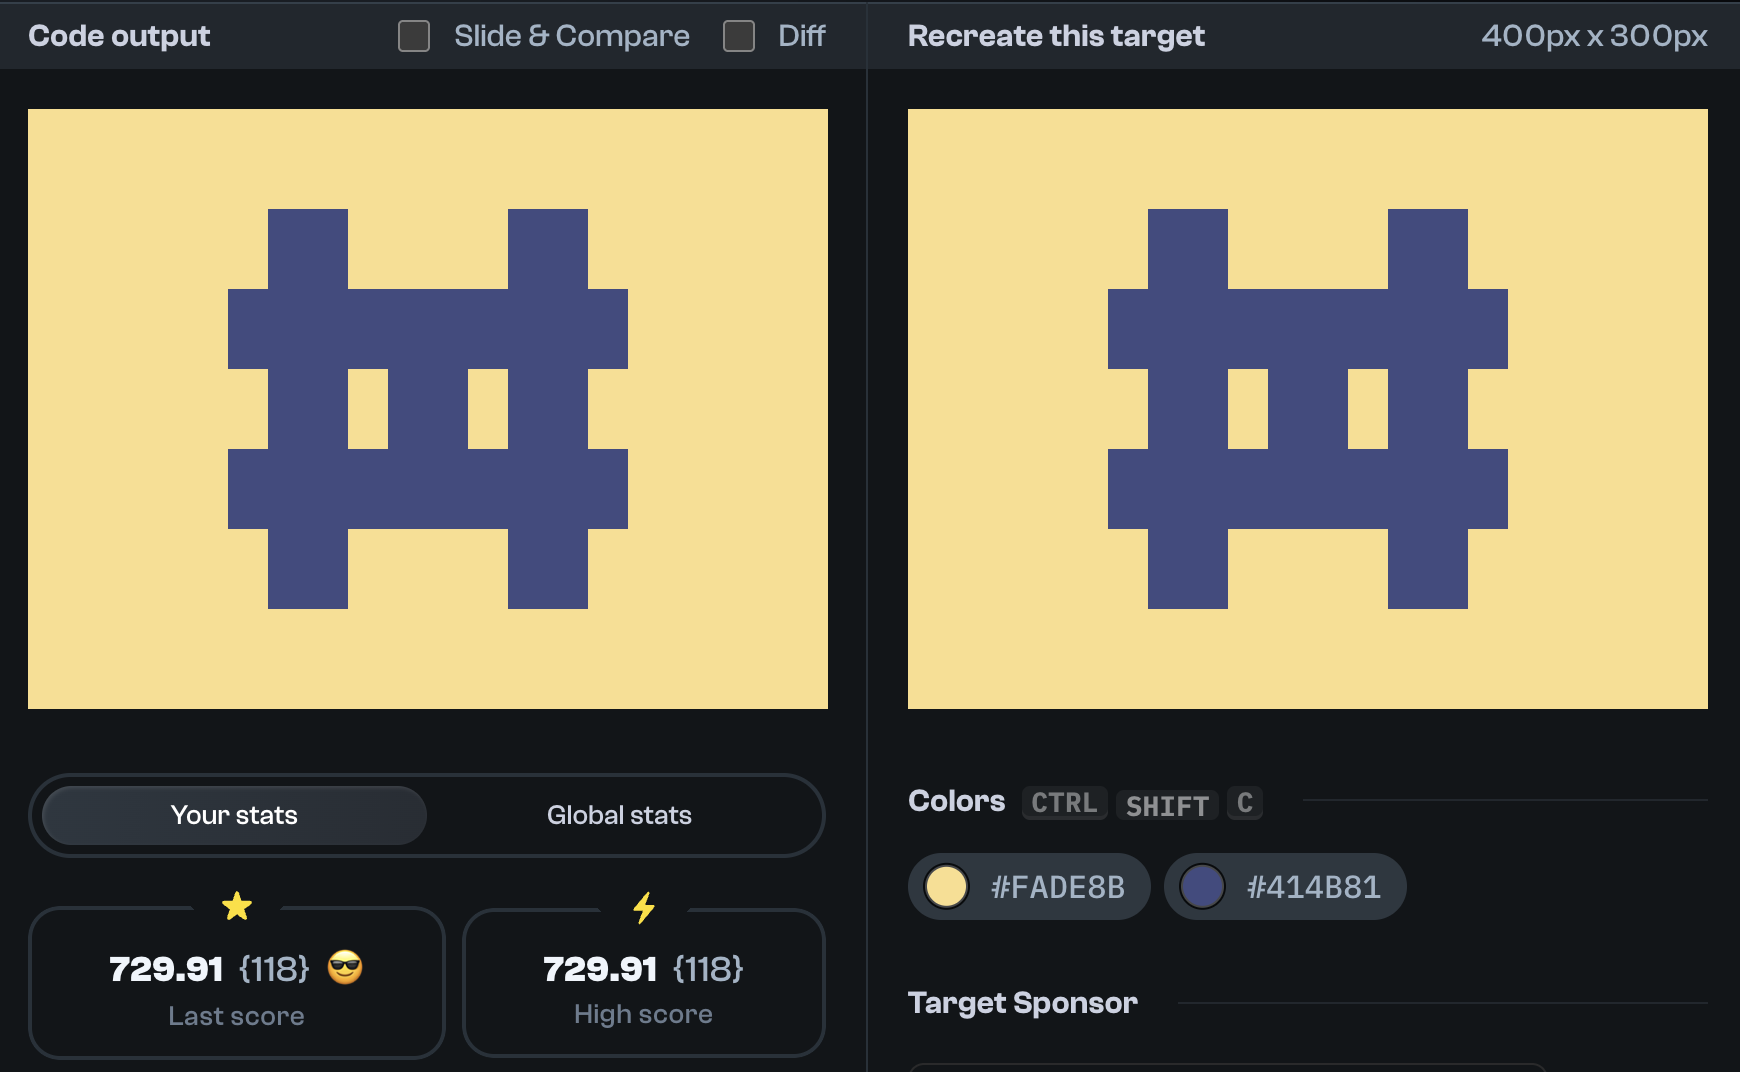 Code output
Slide & Compare
Diff
Recreate this target
400px x 300px
Your stats
Global stats
729.91 {118} 😎
Last score
729.91 {118}
High score
Colors CTRL SHIFT C
#FADE8B
#414B81
Target Sponsor